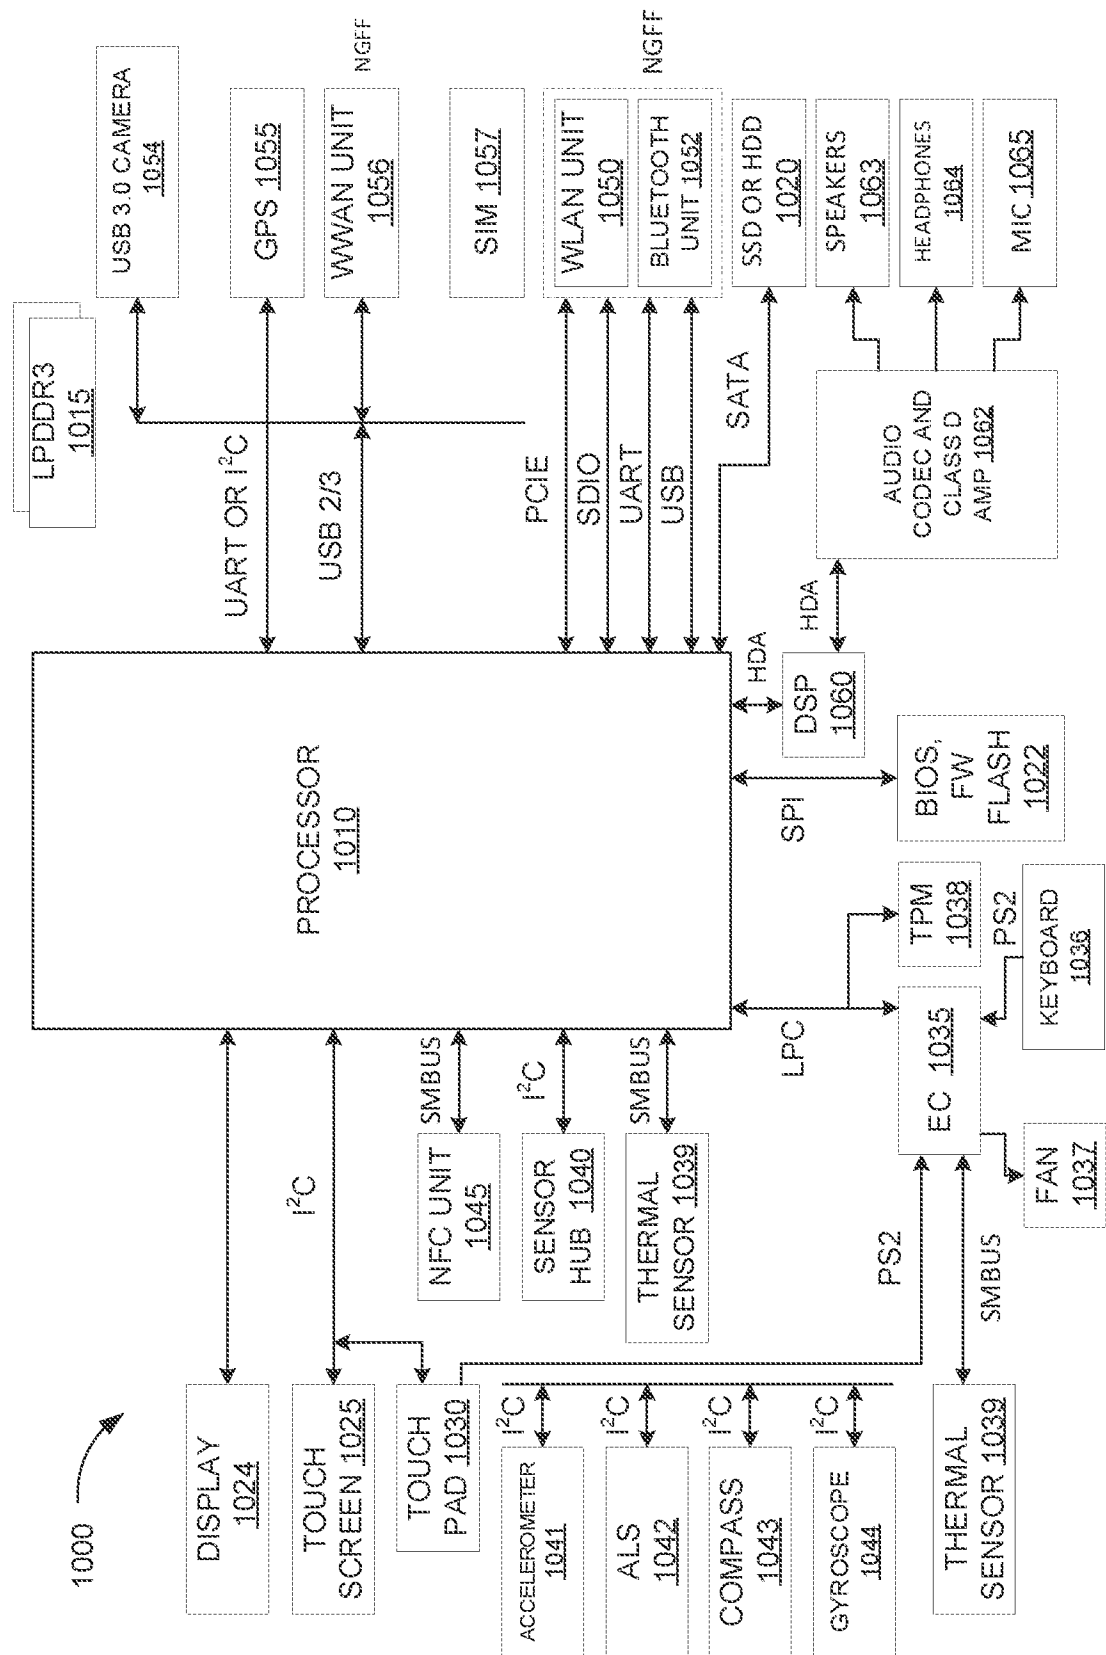 1000
LPDDR3
1015
DISPLAY
1024
TOUCH
SCREEN 1025
TOUCH
PAD 1030
I²C
PROCESSOR
1010
UART OR I²C
USB 2/3
USB 3.0 CAMERA
1054
GPS 1055
WWAN UNIT
1056
NGFF
SIM 1057
NFC UNIT
1045
SMBUS
SENSOR
HUB 1040
I²C
THERMAL
SENSOR 1039
SMBUS
PCIE
SDIO
UART
USB
WLAN UNIT
1050
BLUETOOTH
UNIT 1052
NGFF
SATA
SSD OR HDD
1020
ACCELEROMETER
1041
I²C
ALS
1042
I²C
COMPASS
1043
I²C
GYROSCOPE
1044
I²C
THERMAL
SENSOR 1039
SMBUS
PS2
LPC
EC 1035
FAN
1037
TPM
1038
PS2
KEYBOARD
1036
SPI
BIOS,
FW
FLASH
1022
HDA
DSP
1060
HDA
AUDIO
CODEC AND
CLASS D
AMP 1062
SPEAKERS
1063
HEADPHONES
1064
MIC 1065